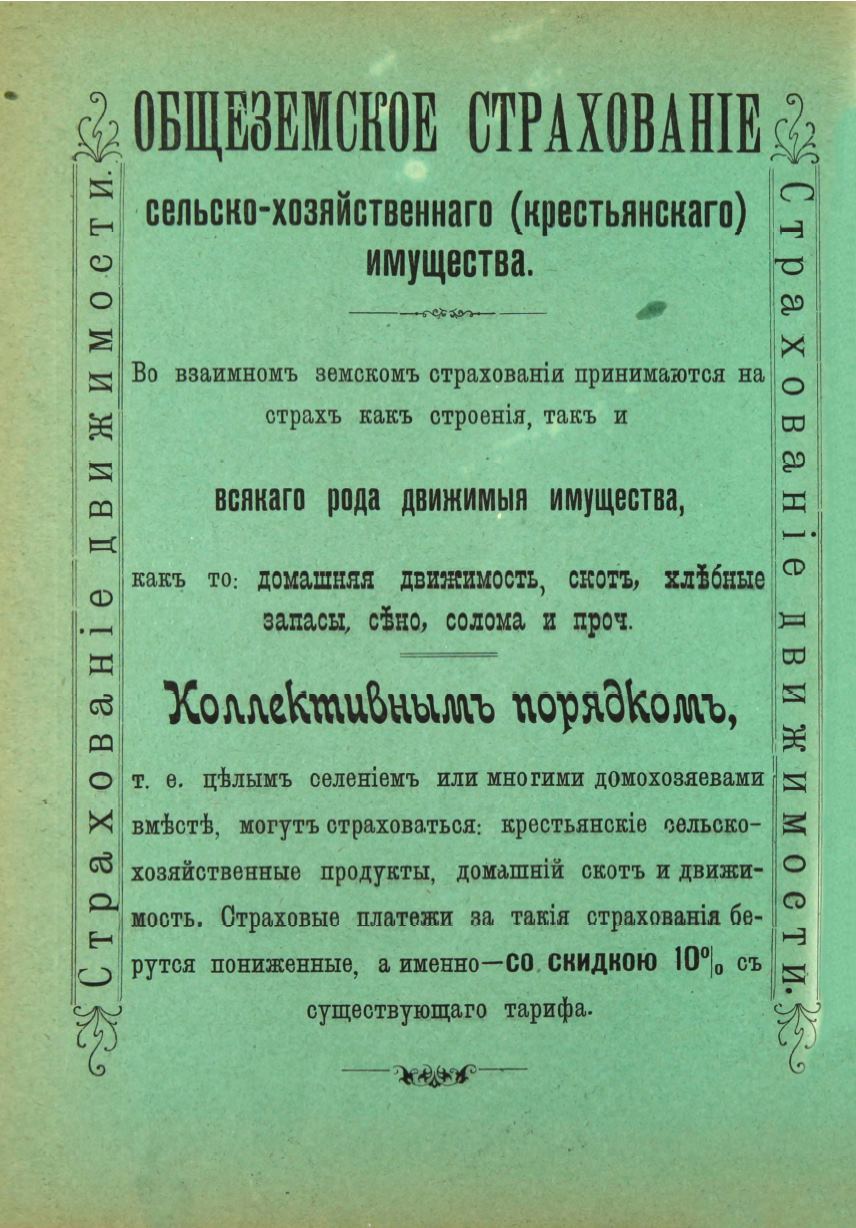 ОБЩЕЗЕМСКОЕ СТРАХОВАНІЕ
сельско-хозяйственнаго (крестьянскаго)
имущества.
Во взаимномъ земскомъ страхованіи принимаются на
страхъ какъ строенія, такъ и
всякаго рода движимыя имущества,
какъ то: домашняя движимость, скотъ, хлѣбные
запасы, сѣно, солома и проч.
Коллективнымъ порядкомъ,
т. е. цѣлымъ селеніемъ или многими домохозяевами
вмѣстѣ, могутъ страховаться: крестьянскіе сельско-
хозяйственные продукты, домашній скотъ и движи-
мость. Страховые платежи за такія страхованія бе-
рутся пониженные, а именно—СО СКИДКОЮ 10% съ
существующаго тарифа.
Страхованіе движимости.
Страхованіе движимости.